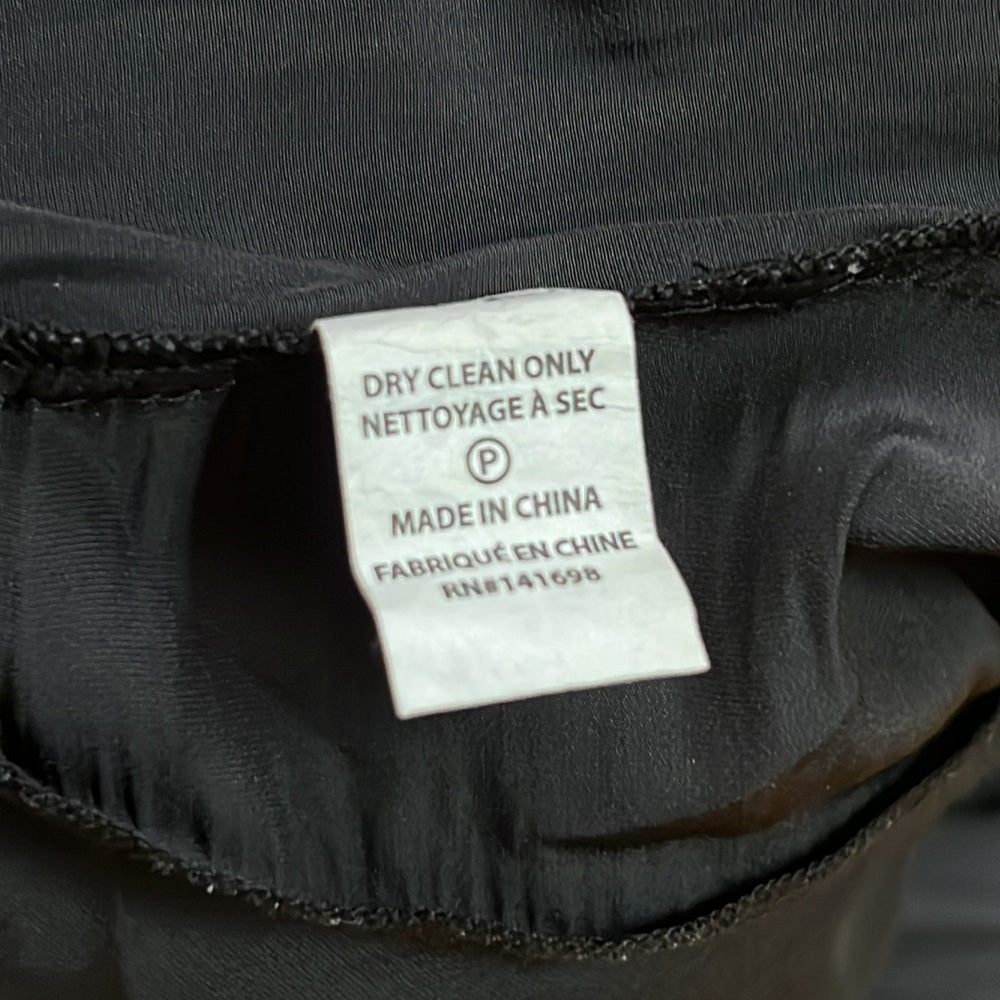 DRY CLEAN ONLY
NETTOYAGE À SEC
P
MADE IN CHINA
FABRIQUÉ EN CHINE
RN#141698